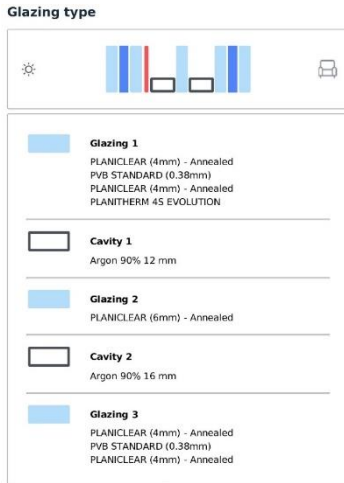 Glazing type
Glazing 1
PLANICLEAR (4mm) - Annealed
PVB STANDARD (0.38mm)
PLANICLEAR (4mm) - Annealed
PLANITHERM 4S EVOLUTION
Cavity 1
Argon 90% 12 mm
Glazing 2
PLANICLEAR (6mm) - Annealed
Cavity 2
Argon 90% 16 mm
Glazing 3
PLANICLEAR (4mm) - Annealed
PVB STANDARD (0.38mm)
PLANICLEAR (4mm) - Annealed